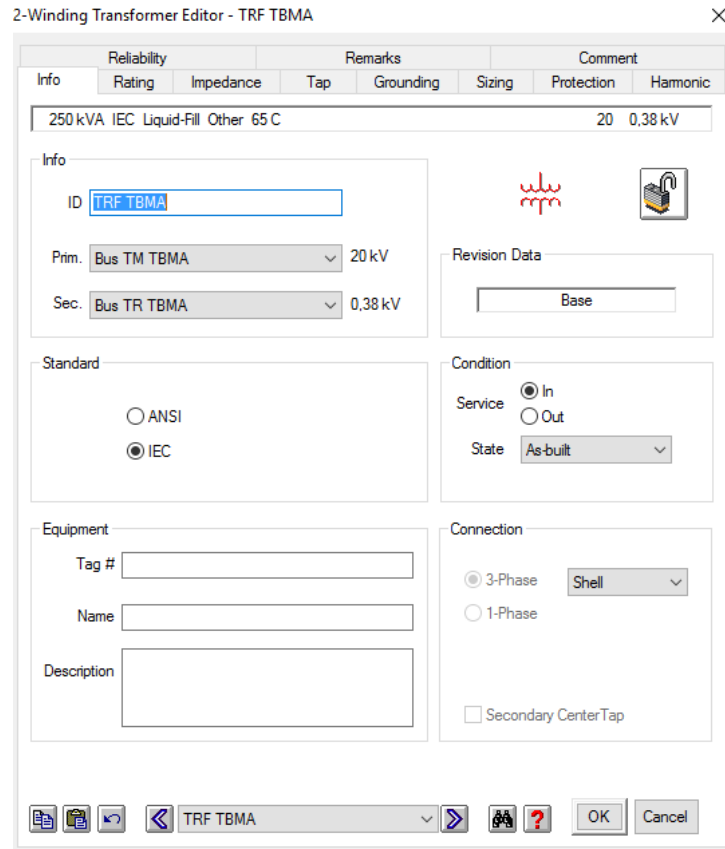 2-Winding Transformer Editor - TRF TBMA
Reliability Remarks Comment
Info Rating Impedance Tap Grounding Sizing Protection Harmonic
250 kVA IEC Liquid-Fill Other 65 C 20 0,38 kV
Info
ID TRF TBMA
Prim. Bus TM TBMA 20 kV
Sec. Bus TR TBMA 0,38 kV
Revision Data
Base
Standard
ANSI
IEC
Condition
Service In
Out
State As-built
Equipment
Tag #
Name
Description
Connection
3-Phase Shell
1-Phase
Secondary CenterTap
TRF TBMA ? OK Cancel